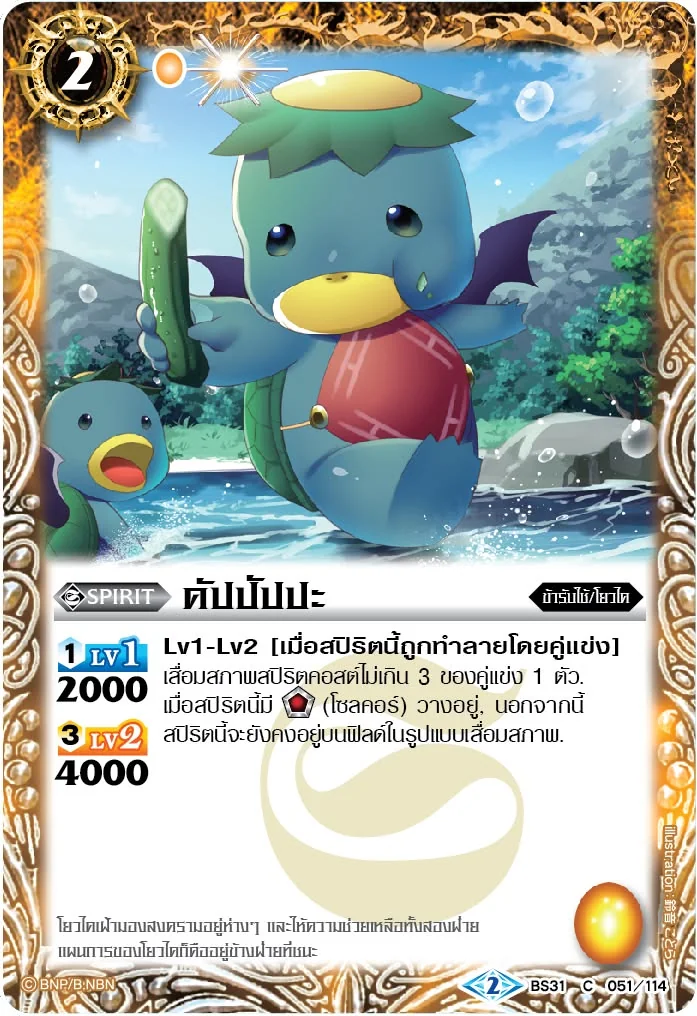 2
SPIRIT
คัปปัปปะ
ข้ารับใช้/โยวไค
1 LV1
2000
3 LV2
4000
Lv1-Lv2 [เมื่อสปิริตนี้ถูกทำลายโดยคู่แข่ง]
เสื่อมสภาพสปิริตคอสต์ไม่เกิน 3 ของคู่แข่ง 1 ตัว.
เมื่อสปิริตนี้มี (โซลคอร์) วางอยู่, นอกจากนี้
สปิริตนี้จะยังคงอยู่บนฟิลด์ในรูปแบบเสื่อมสภาพ.
โยวไคเฝ้ามองสงครามอยู่ห่างๆ และให้ความช่วยเหลือทั้งสองฝ่าย
แผนการของโยวไคก็คืออยู่ข้างฝ่ายที่ชนะ
illustration : 鈴音ことら
©BNP/B,NBN
2
BS31 C 051/114